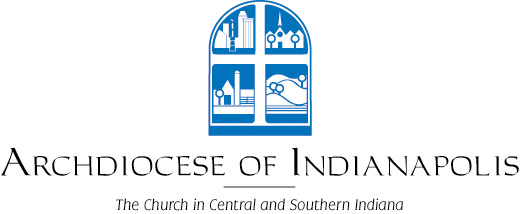 ARCHDIOCESE OF INDIANAPOLIS
The Church in Central and Southern Indiana